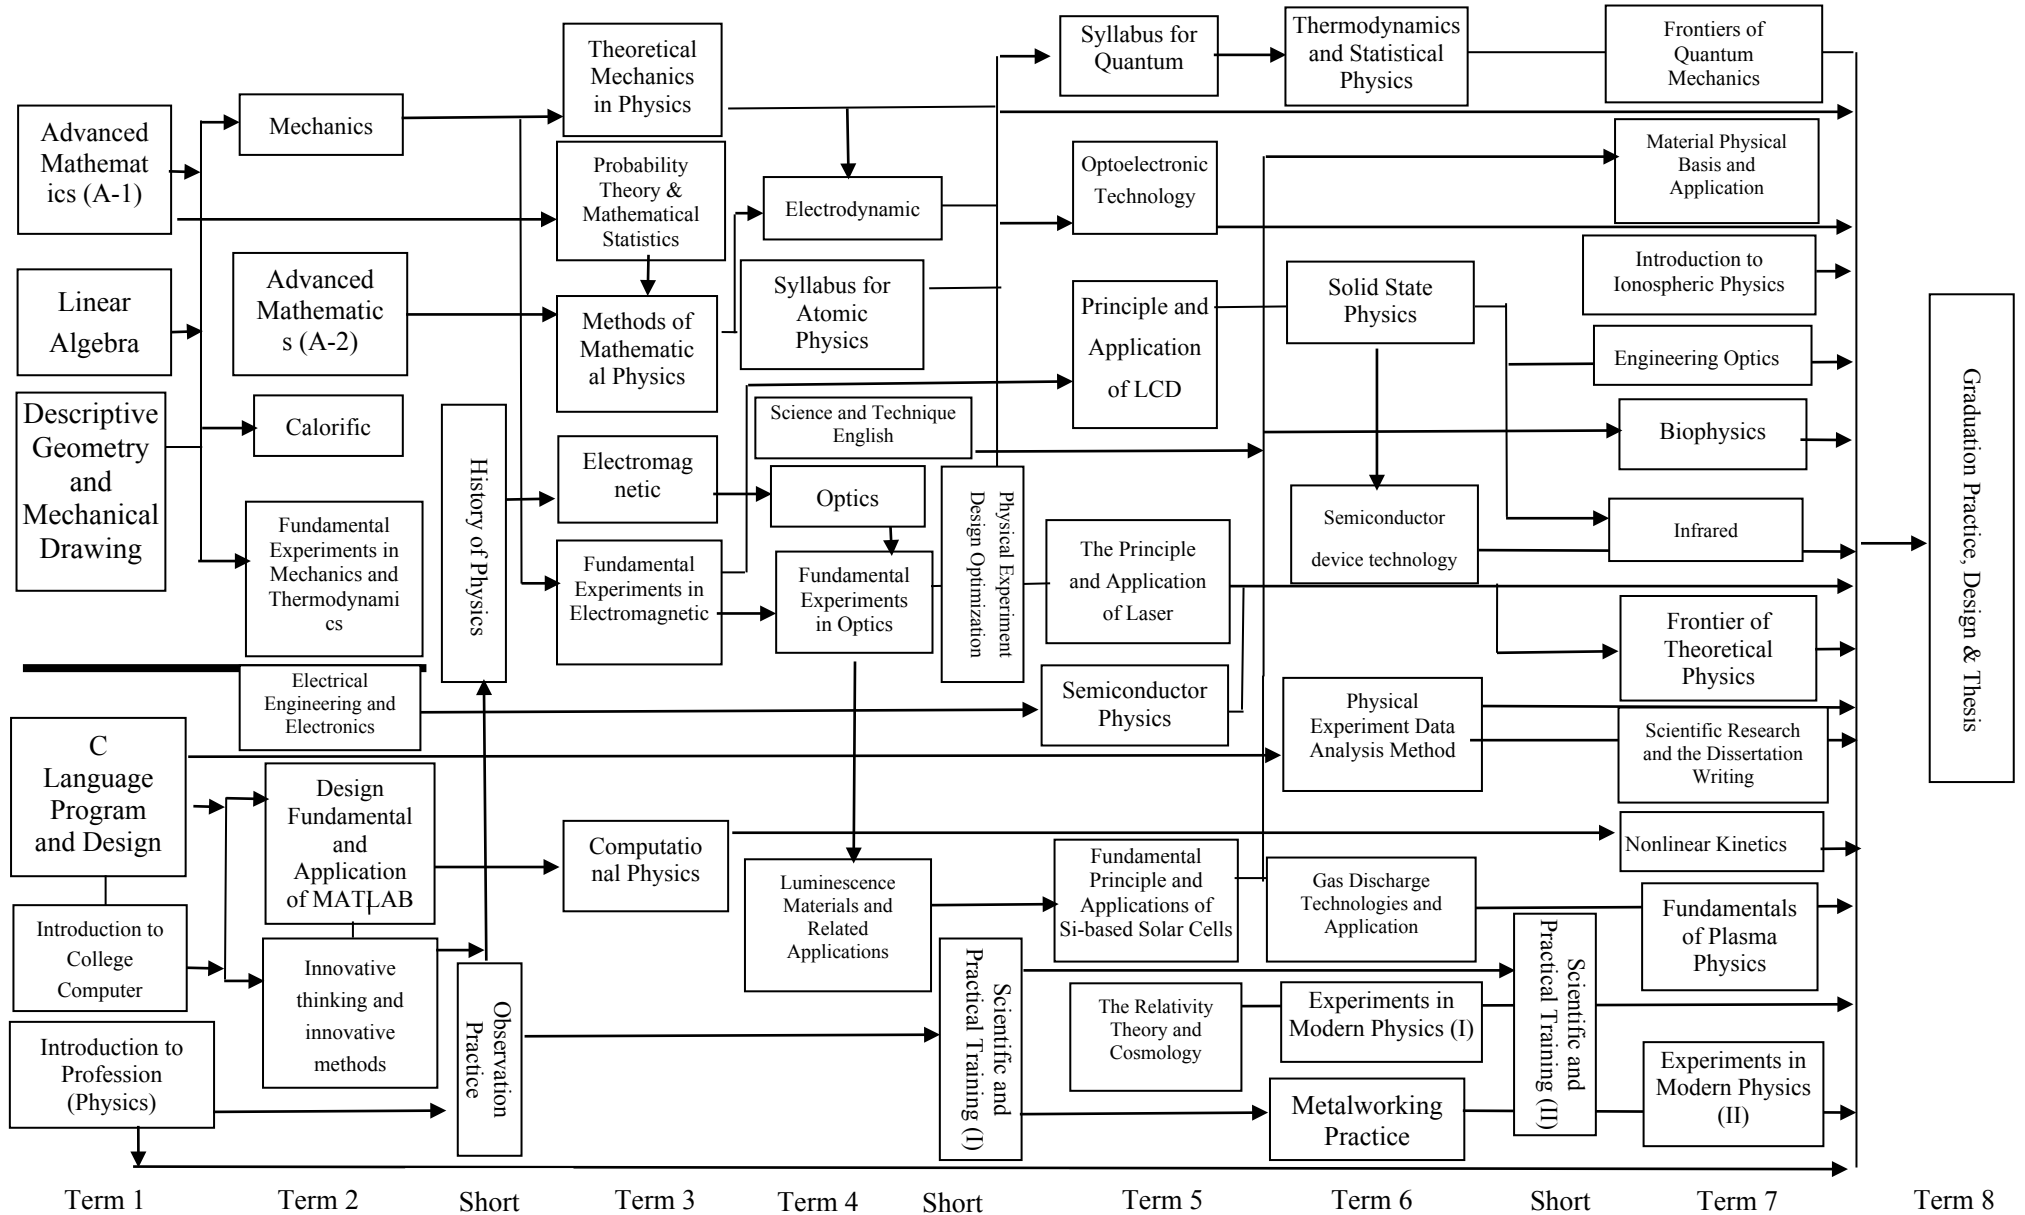 Advanced
Mathemat
ics (A-1)
Linear
Algebra
Descriptive
Geometry
and
Mechanical
Drawing
C
Language
Program
and Design
Introduction to
College
Computer
Introduction to
Profession
(Physics)
Mechanics
Advanced
Mathematic
s (A-2)
Calorific
Fundamental
Experiments in
Mechanics and
Thermodynami
cs
Electrical
Engineering and
Electronics
Design
Fundamental
and
Application
of MATLAB
Innovative
thinking and
innovative
methods
History of Physics
Observation
Practice
Theoretical
Mechanics
in Physics
Probability
Theory &
Mathematical
Statistics
Methods of
Mathematic
al Physics
Electromag
netic
Fundamental
Experiments in
Electromagnetic
Computatio
nal Physics
Electrodynamic
Syllabus for
Atomic
Physics
Science and Technique
English
Optics
Fundamental
Experiments
in Optics
Luminescence
Materials and
Related
Applications
Physical Experiment
Design Optimization
Scientific and
Practical Training (I)
Syllabus for
Quantum
Optoelectronic
Technology
Principle and
Application
of LCD
The Principle
and Application
of Laser
Semiconductor
Physics
Fundamental
Principle and
Applications of
Si-based Solar Cells
The Relativity
Theory and
Cosmology
Thermodynamics
and Statistical
Physics
Solid State
Physics
Semiconductor
device technology
Physical
Experiment Data
Analysis Method
Gas Discharge
Technologies and
Application
Experiments in
Modern Physics (I)
Metalworking
Practice
Scientific and
Practical Training (II)
Frontiers of
Quantum
Mechanics
Material Physical
Basis and
Application
Introduction to
Ionospheric Physics
Engineering Optics
Biophysics
Infrared
Frontier of
Theoretical
Physics
Scientific Research
and the Dissertation
Writing
Nonlinear Kinetics
Fundamentals
of Plasma
Physics
Experiments in
Modern Physics
(II)
Graduation Practice, Design & Thesis
Term 1
Term 2
Short
Term 3
Term 4
Short
Term 5
Term 6
Short
Term 7
Term 8